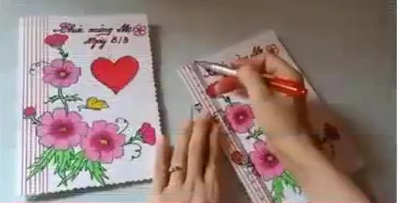 Chúc mừng Mẹ
Ngày 8/3